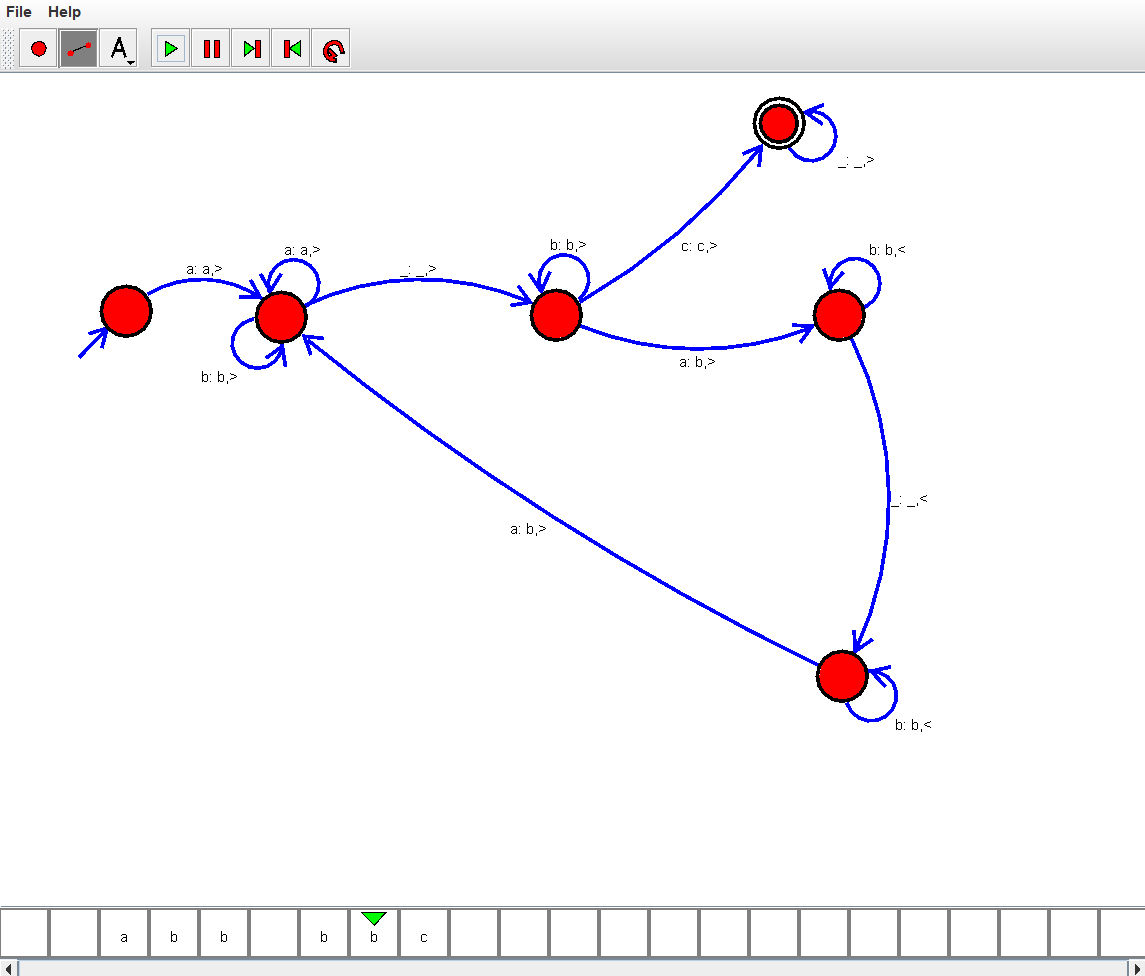 File Help
A
_: _,>
a: a,>
b: b,>
b: b,<
a: a,>
_: _,>
c: c,>
a: b,>
b: b,>
_: _,<
a: b,>
b: b,<
a b b b b c